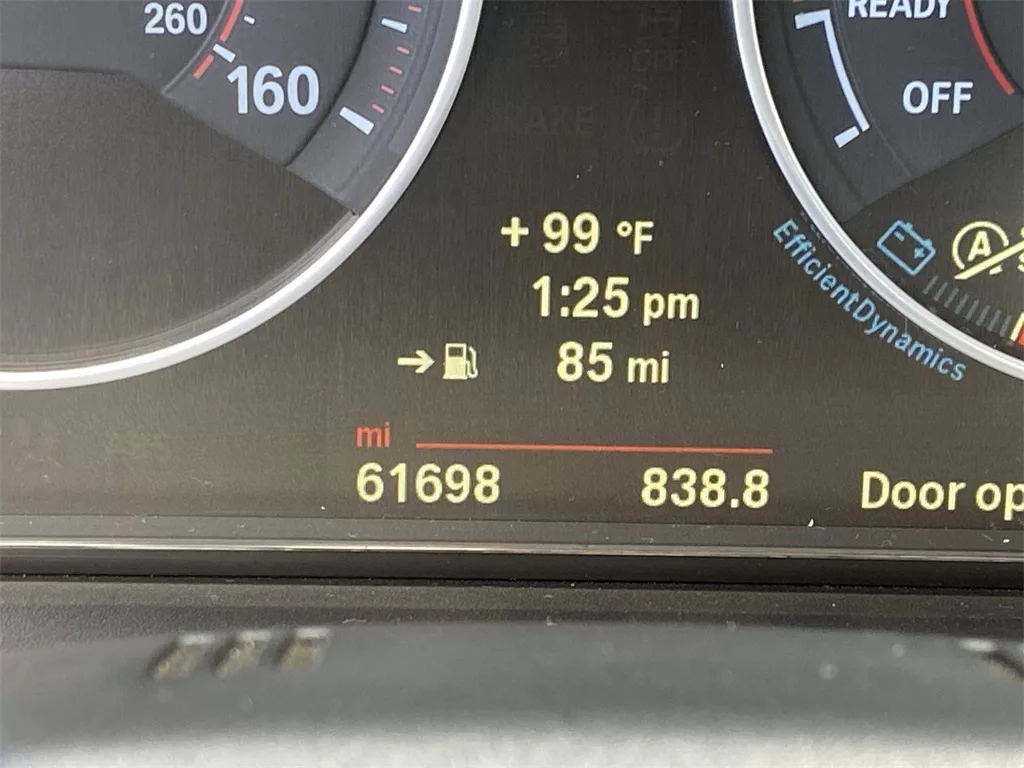 260
160
READY
OFF
+ 99 °F
1:25 pm
85 mi
EfficientDynamics
A
mi
61698 838.8 Door op